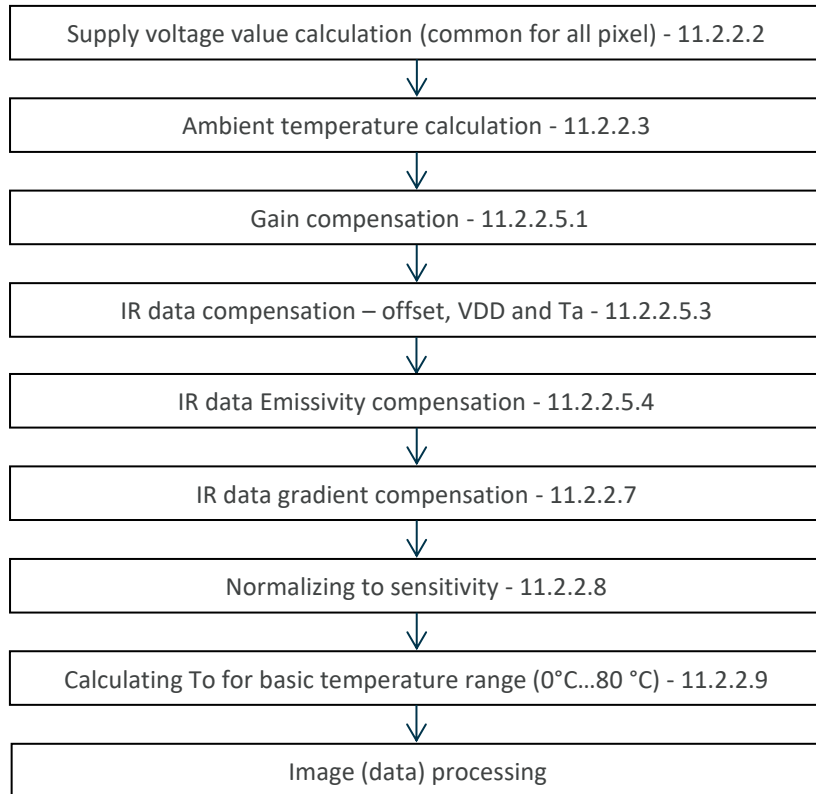 Supply voltage value calculation (common for all pixel) - 11.2.2.2
Ambient temperature calculation - 11.2.2.3
Gain compensation - 11.2.2.5.1
IR data compensation – offset, VDD and Ta - 11.2.2.5.3
IR data Emissivity compensation - 11.2.2.5.4
IR data gradient compensation - 11.2.2.7
Normalizing to sensitivity - 11.2.2.8
Calculating To for basic temperature range (0°C…80 °C) - 11.2.2.9
Image (data) processing